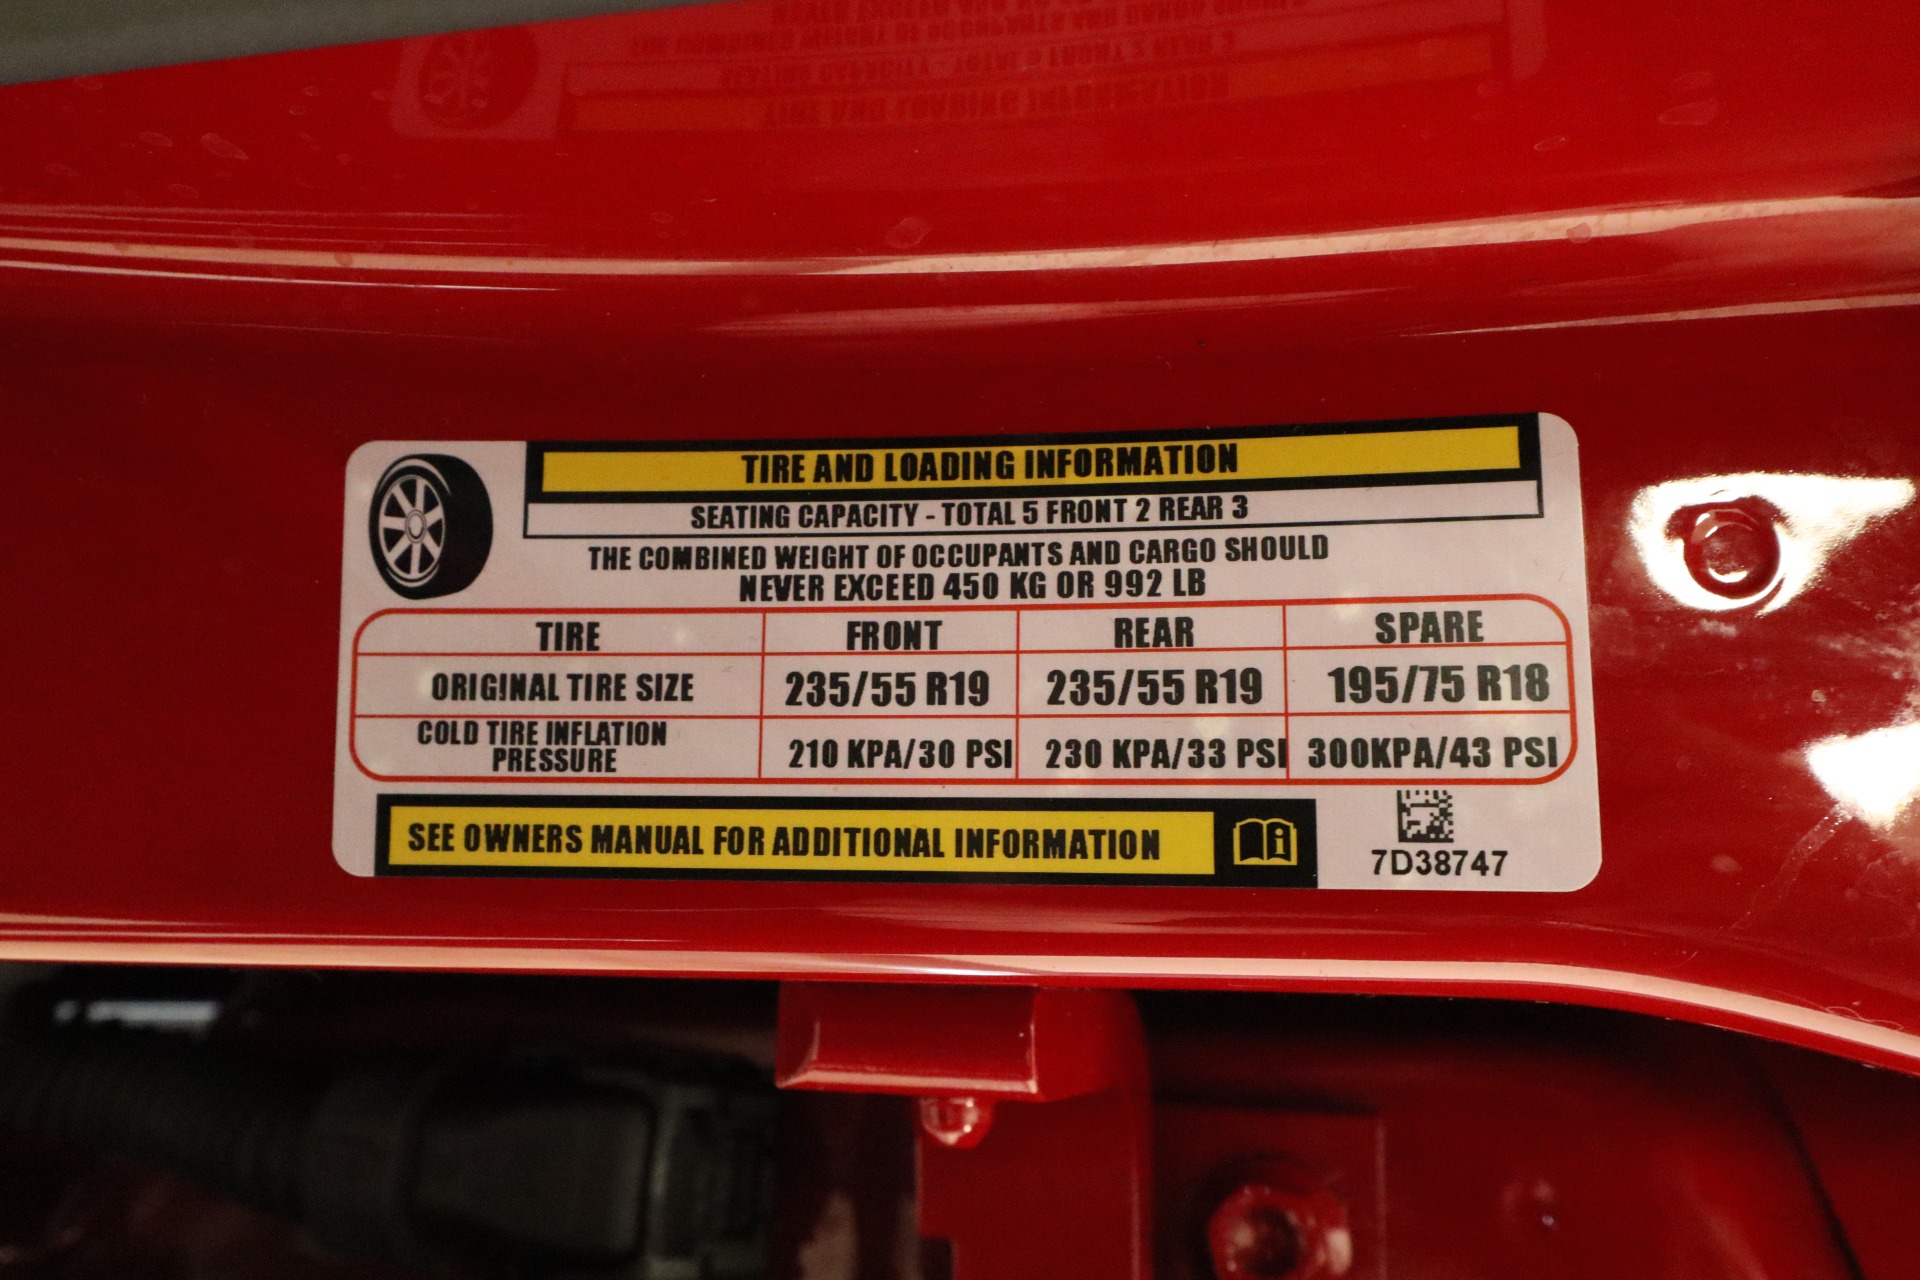 TIRE AND LOADING INFORMATION
SEATING CAPACITY - TOTAL 5 FRONT 2 REAR 3
THE COMBINED WEIGHT OF OCCUPANTS AND CARGO SHOULD
NEVER EXCEED 450 KG OR 992 LB
TIRE FRONT REAR SPARE
ORIGINAL TIRE SIZE 235/55 R19 235/55 R19 195/75 R18
COLD TIRE INFLATION
PRESSURE 210 KPA/30 PSI 230 KPA/33 PSI 300KPA/43 PSI
SEE OWNERS MANUAL FOR ADDITIONAL INFORMATION
7D38747